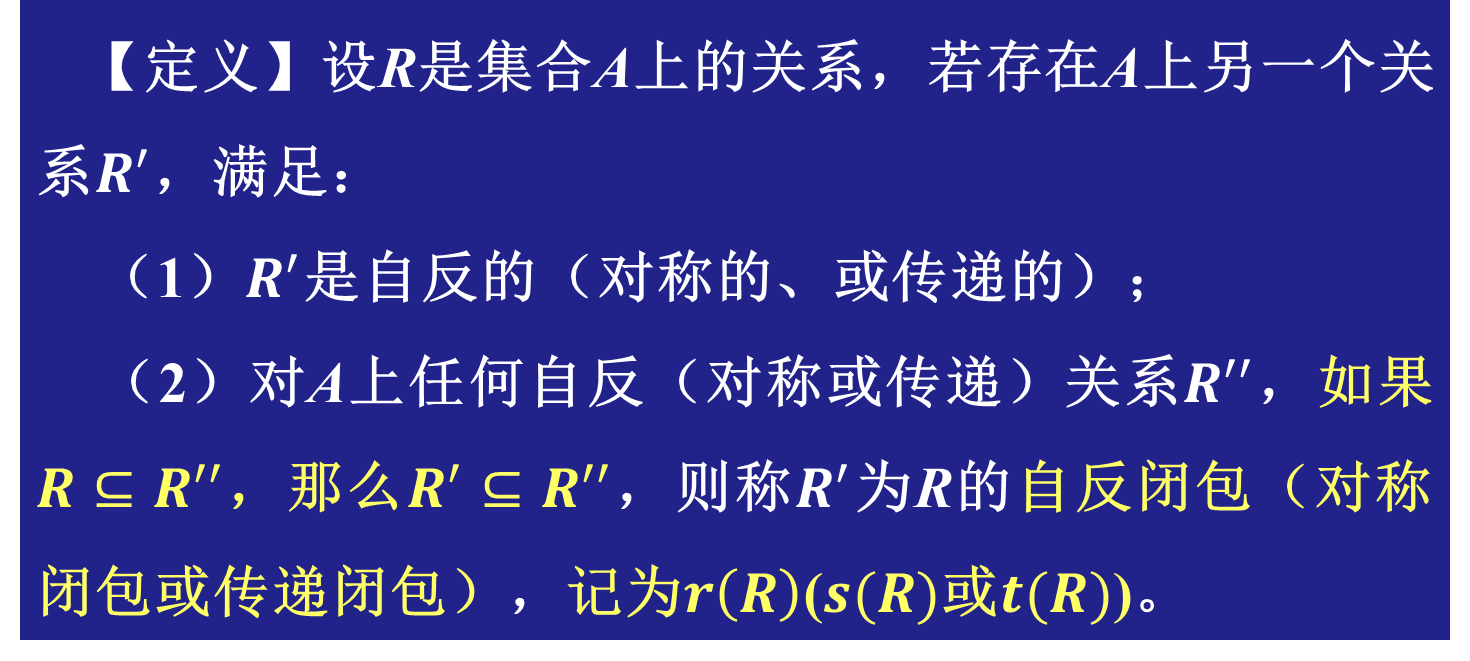 【定义】设R是集合A上的关系，若存在A上另一个关
系R′，满足：
（1）R′是自反的（对称的、或传递的）；
（2）对A上任何自反（对称或传递）关系R′′，如果
R ⊆ R′′，那么R′ ⊆ R′′，则称R′为R的自反闭包（对称
闭包或传递闭包），记为r(R)(s(R)或t(R))。